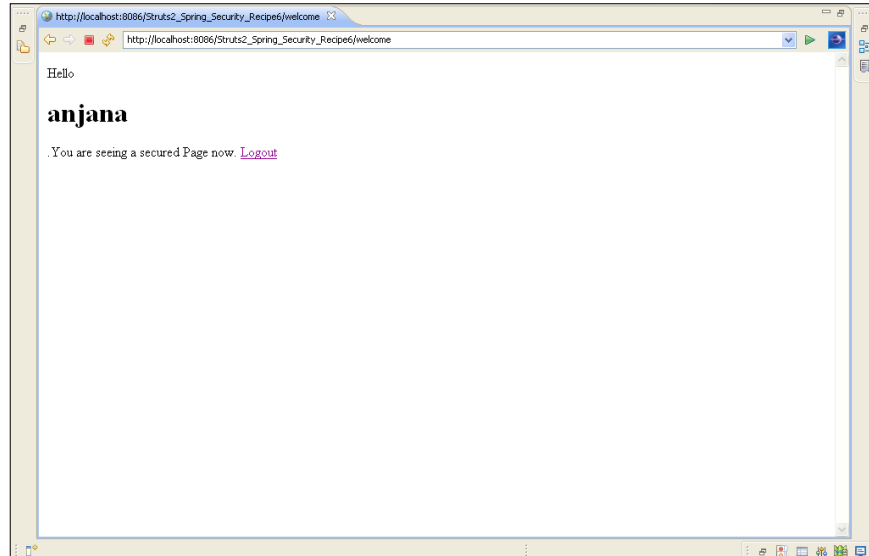 http://localhost:8086/Struts2_Spring_Security_Recipe6/welcome
http://localhost:8086/Struts2_Spring_Security_Recipe6/welcome
Hello
anjana
.You are seeing a secured Page now. Logout